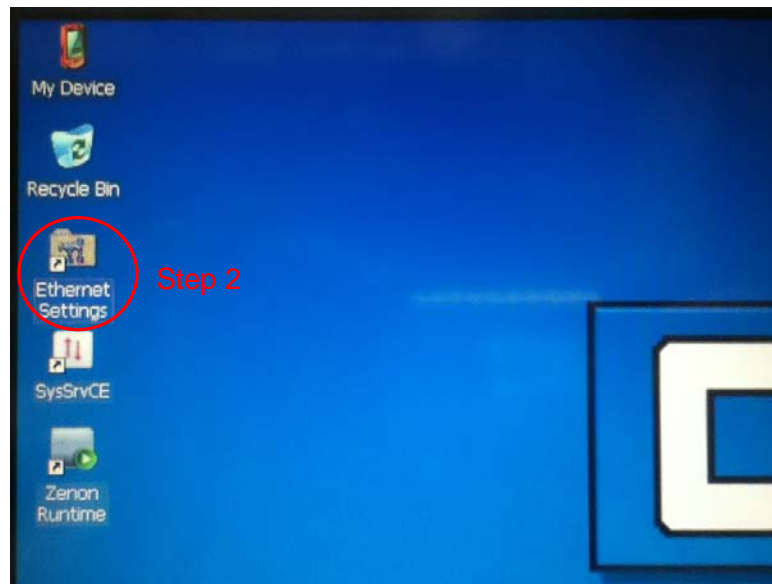 My Device
Recycle Bin
Ethernet
Settings
Step 2
SysSrvCE
Zenon
Runtime